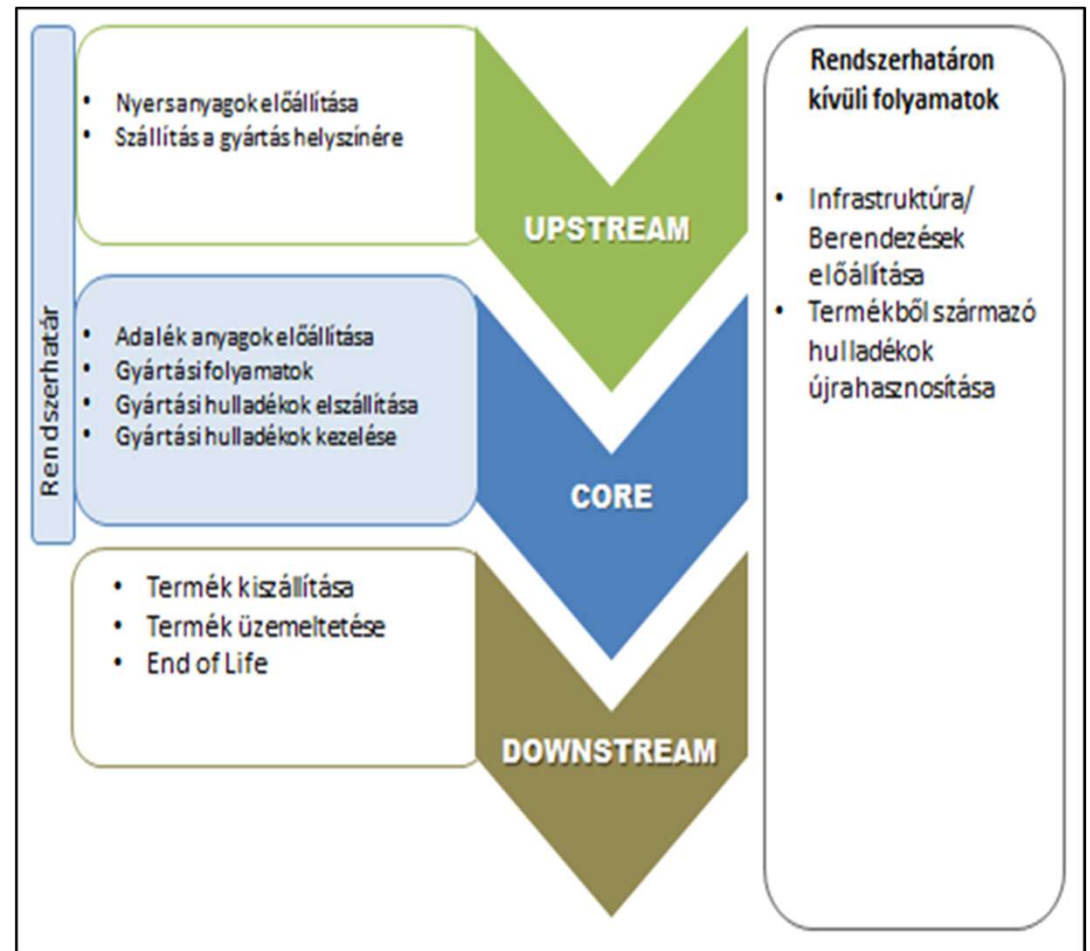 Rendszerhatár
• Nyersanyagok előállítása
• Szállítás a gyártás helyszínére
UPSTREAM
• Adalék anyagok előállítása
• Gyártási folyamatok
• Gyártási hulladékok elszállítása
• Gyártási hulladékok kezelése
CORE
• Termék kiszállítása
• Termék üzemeltetése
• End of Life
DOWNSTREAM
Rendszerhatáron
kívüli folyamatok
• Infrastruktúra/
Berendezések
előállítása
• Termékből származó
hulladékok
újrahasznosítása